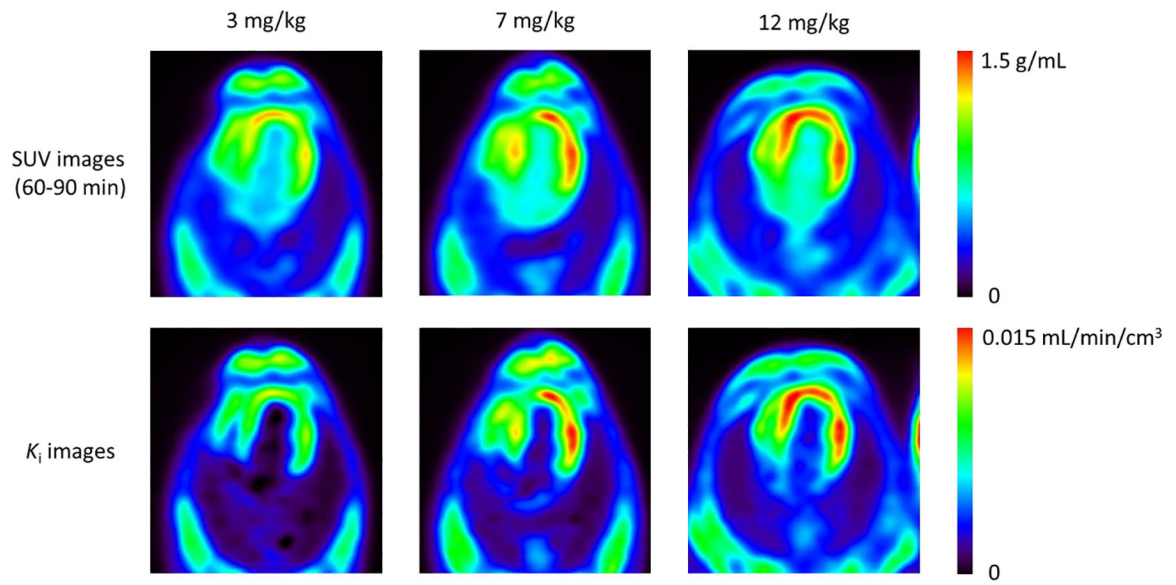 3 mg/kg
7 mg/kg
12 mg/kg
SUV images
(60-90 min)
1.5 g/mL
0
Ki images
0.015 mL/min/cm³
0